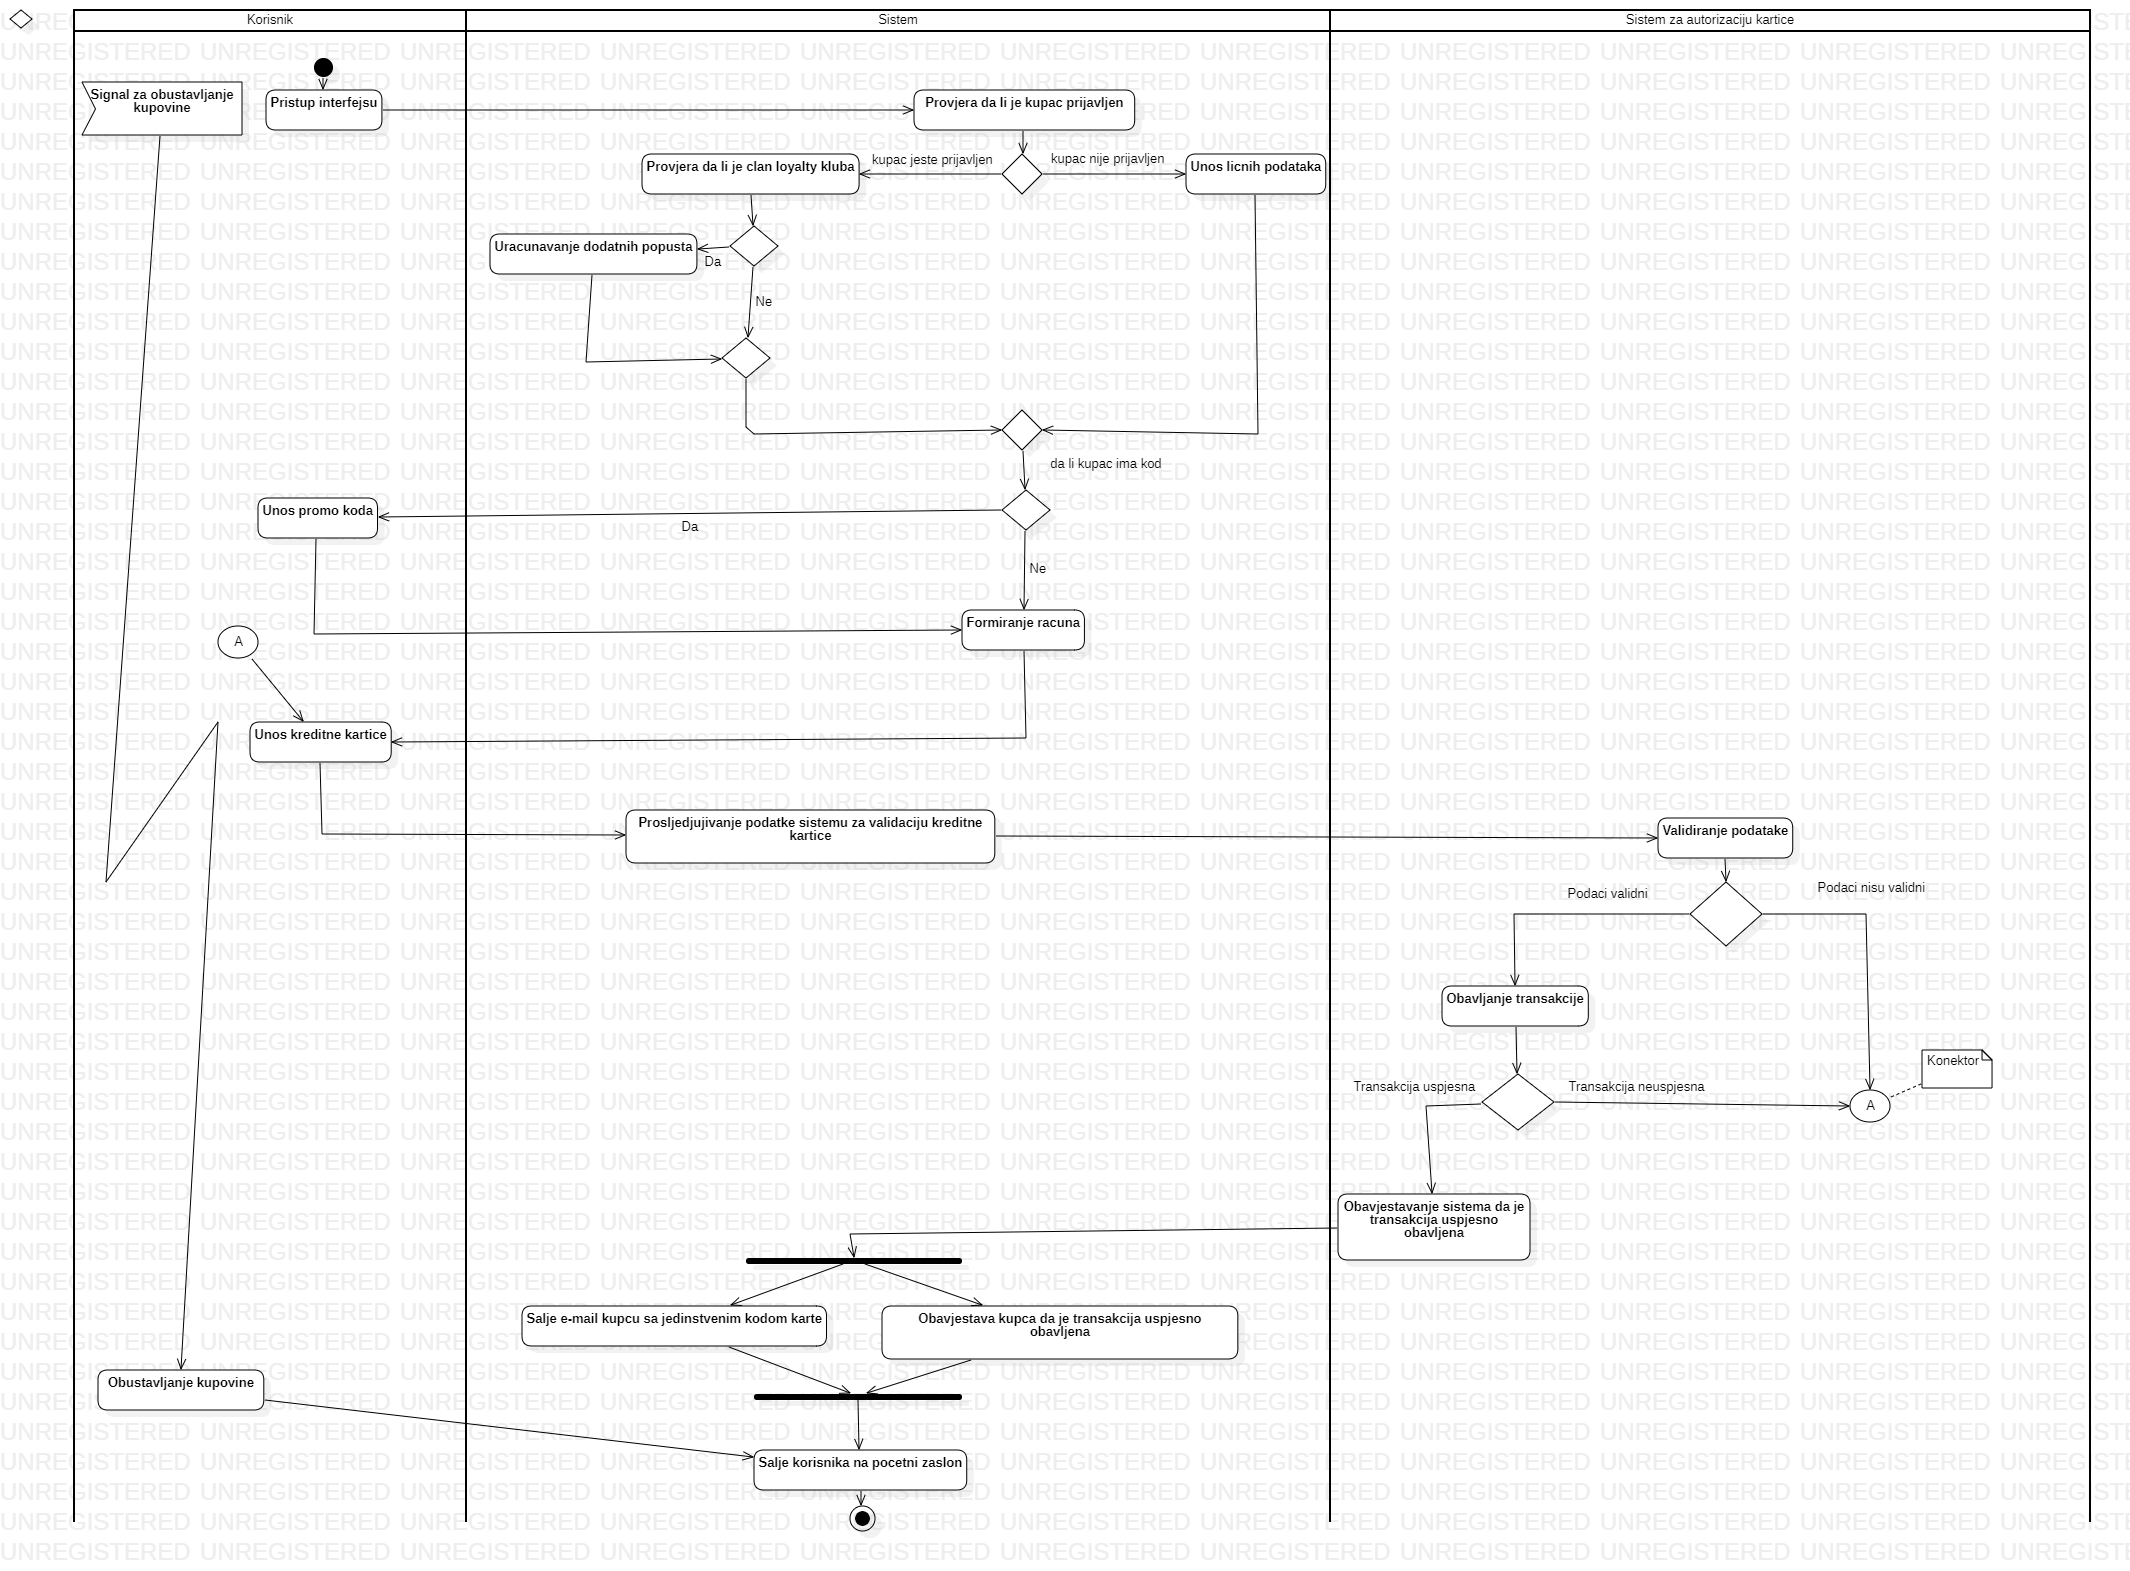 Korisnik
Sistem
Sistem za autorizaciju kartice
Signal za obustavljanje
kupovine
Pristup interfejsu
Provjera da li je kupac prijavljen
kupac jeste prijavljen
kupac nije prijavljen
Provjera da li je clan loyalty kluba
Unos licnih podataka
Uracunavanje dodatnih popusta
Da
Ne
da li kupac ima kod
Unos promo koda
Da
Ne
Formiranje racuna
A
Unos kreditne kartice
Prosljedjujivanje podatke sistemu za validaciju kreditne
kartice
Validiranje podatake
Podaci validni
Podaci nisu validni
Obavljanje transakcije
Konektor
Transakcija uspjesna
Transakcija neuspjesna
A
Obavjestavanje sistema da je
transakcija uspjesno
obavljena
Salje e-mail kupcu sa jedinstvenim kodom karte
Obavjestava kupca da je transakcija uspjesno
obavljena
Obustavljanje kupovine
Salje korisnika na pocetni zaslon
UNREGISTERED